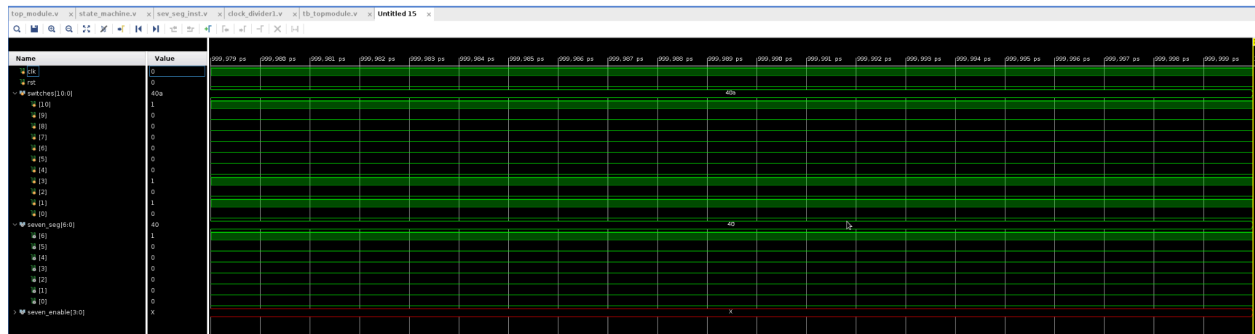 top_module.v x state_machine.v x sev_seg_inst.v x clock_divider1.v x tb_topmodule.v x Untitled 15 x
Name Value 999.979 ps 999.980 ps 999.981 ps 999.982 ps 999.983 ps 999.984 ps 999.985 ps 999.986 ps 999.987 ps 999.988 ps 999.989 ps 999.990 ps 999.991 ps 999.992 ps 999.993 ps 999.994 ps 999.995 ps 999.996 ps 999.997 ps 999.998 ps 999.999 ps
clk 0
rst 0
switches[10:0] 40a 40a
[10] 1
[9] 0
[8] 0
[7] 0
[6] 0
[5] 0
[4] 0
[3] 1
[2] 0
[1] 1
[0] 0
seven_seg[6:0] 40 40
[6] 1
[5] 0
[4] 0
[3] 0
[2] 0
[1] 0
[0] 0
seven_enable[3:0] X X